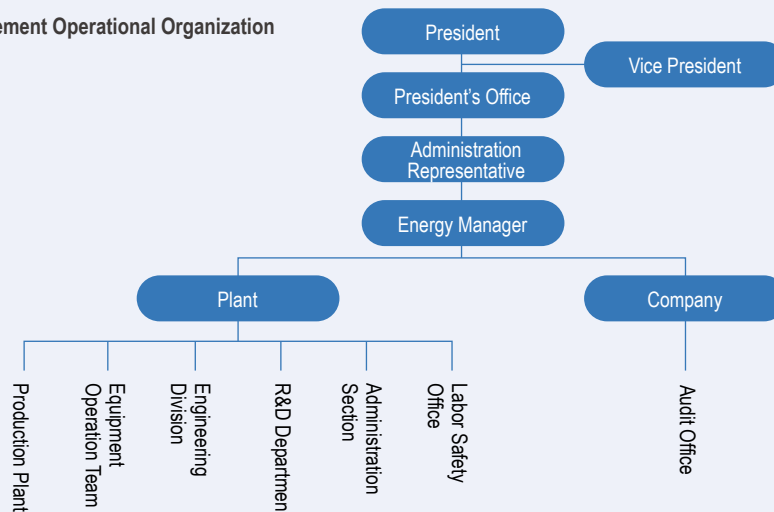 ement Operational Organization
President
Vice President
President's Office
Administration
Representative
Energy Manager
Plant
Company
Production Plant
Equipment
Operation Team
Engineering
Division
R&D Departmen
Administration
Section
Labor Safety
Office
Audit Office